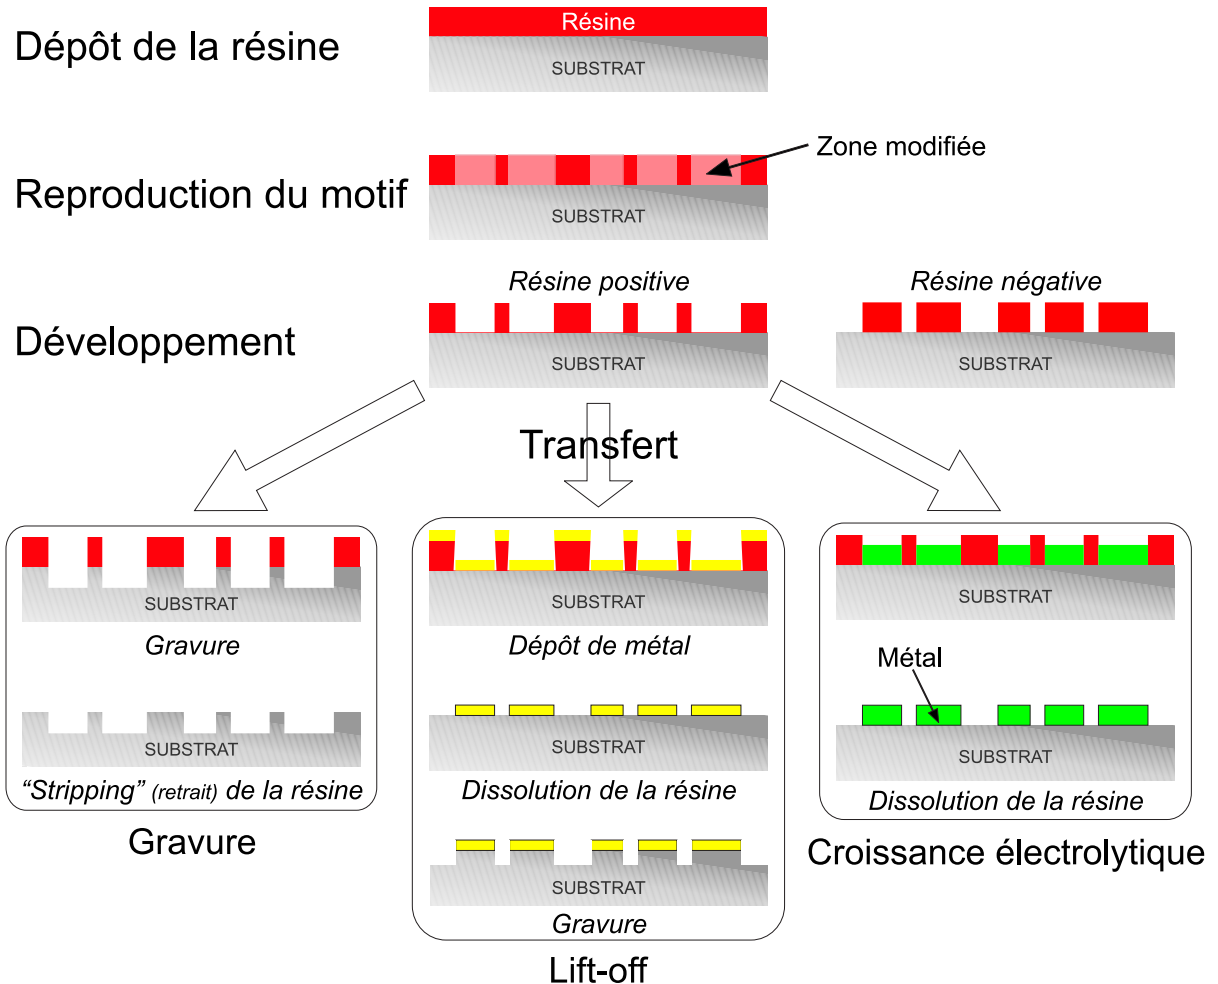 Résine
Dépôt de la résine
SUBSTRAT
Zone modifiée
Reproduction du motif
SUBSTRAT
Résine positive
Résine négative
Développement
SUBSTRAT
SUBSTRAT
Transfert
SUBSTRAT
Gravure
SUBSTRAT
“Stripping” (retrait) de la résine
Gravure
SUBSTRAT
Dépôt de métal
SUBSTRAT
Dissolution de la résine
SUBSTRAT
Gravure
Lift-off
SUBSTRAT
Métal
SUBSTRAT
Dissolution de la résine
Croissance électrolytique